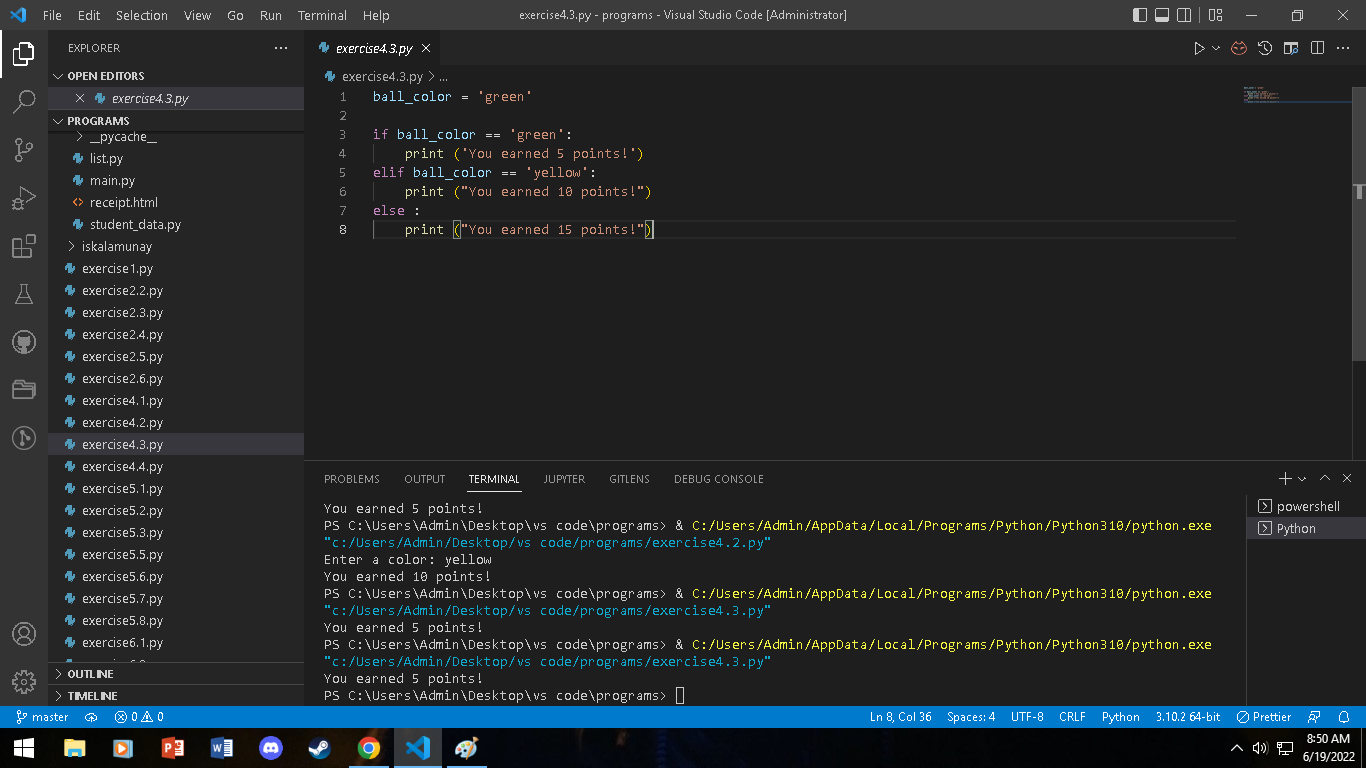 File Edit Selection View Go Run Terminal Help
exercise4.3.py - programs - Visual Studio Code [Administrator]
EXPLORER
OPEN EDITORS
exercise4.3.py
PROGRAMS
__pycache__
list.py
main.py
receipt.html
student_data.py
iskalamunay
exercise1.py
exercise2.2.py
exercise2.3.py
exercise2.4.py
exercise2.5.py
exercise2.6.py
exercise4.1.py
exercise4.2.py
exercise4.3.py
exercise4.4.py
exercise5.1.py
exercise5.2.py
exercise5.3.py
exercise5.5.py
exercise5.6.py
exercise5.7.py
exercise5.8.py
exercise6.1.py
OUTLINE
TIMELINE
exercise4.3.py
exercise4.3.py > ...
1 ball_color = 'green'
2
3 if ball_color == 'green':
4 print ('You earned 5 points!')
5 elif ball_color == 'yellow':
6 print ("You earned 10 points!")
7 else :
8 print ("You earned 15 points!")
PROBLEMS OUTPUT TERMINAL JUPYTER GITLENS DEBUG CONSOLE
You earned 5 points!
PS C:\Users\Admin\Desktop\vs code\programs> & C:/Users/Admin/AppData/Local/Programs/Python/Python310/python.exe
"c:/Users/Admin/Desktop/vs code/programs/exercise4.2.py"
Enter a color: yellow
You earned 10 points!
PS C:\Users\Admin\Desktop\vs code\programs> & C:/Users/Admin/AppData/Local/Programs/Python/Python310/python.exe
"c:/Users/Admin/Desktop/vs code/programs/exercise4.3.py"
You earned 5 points!
PS C:\Users\Admin\Desktop\vs code\programs> & C:/Users/Admin/AppData/Local/Programs/Python/Python310/python.exe
"c:/Users/Admin/Desktop/vs code/programs/exercise4.3.py"
You earned 5 points!
PS C:\Users\Admin\Desktop\vs code\programs>
powershell
Python
master 0 0 Ln 8, Col 36 Spaces: 4 UTF-8 CRLF Python 3.10.2 64-bit Prettier
8:50 AM
6/19/2022